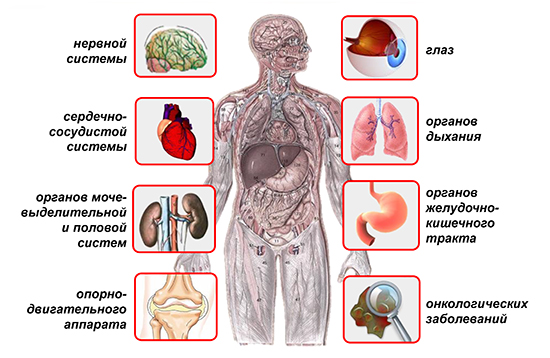 нервной
системы
глаз
сердечно-
сосудистой
системы
органов
дыхания
органов моче-
выделительной
и половой
систем
органов
желудочно-
кишечного
тракта
опорно-
двигательного
аппарата
онкологических
заболеваний